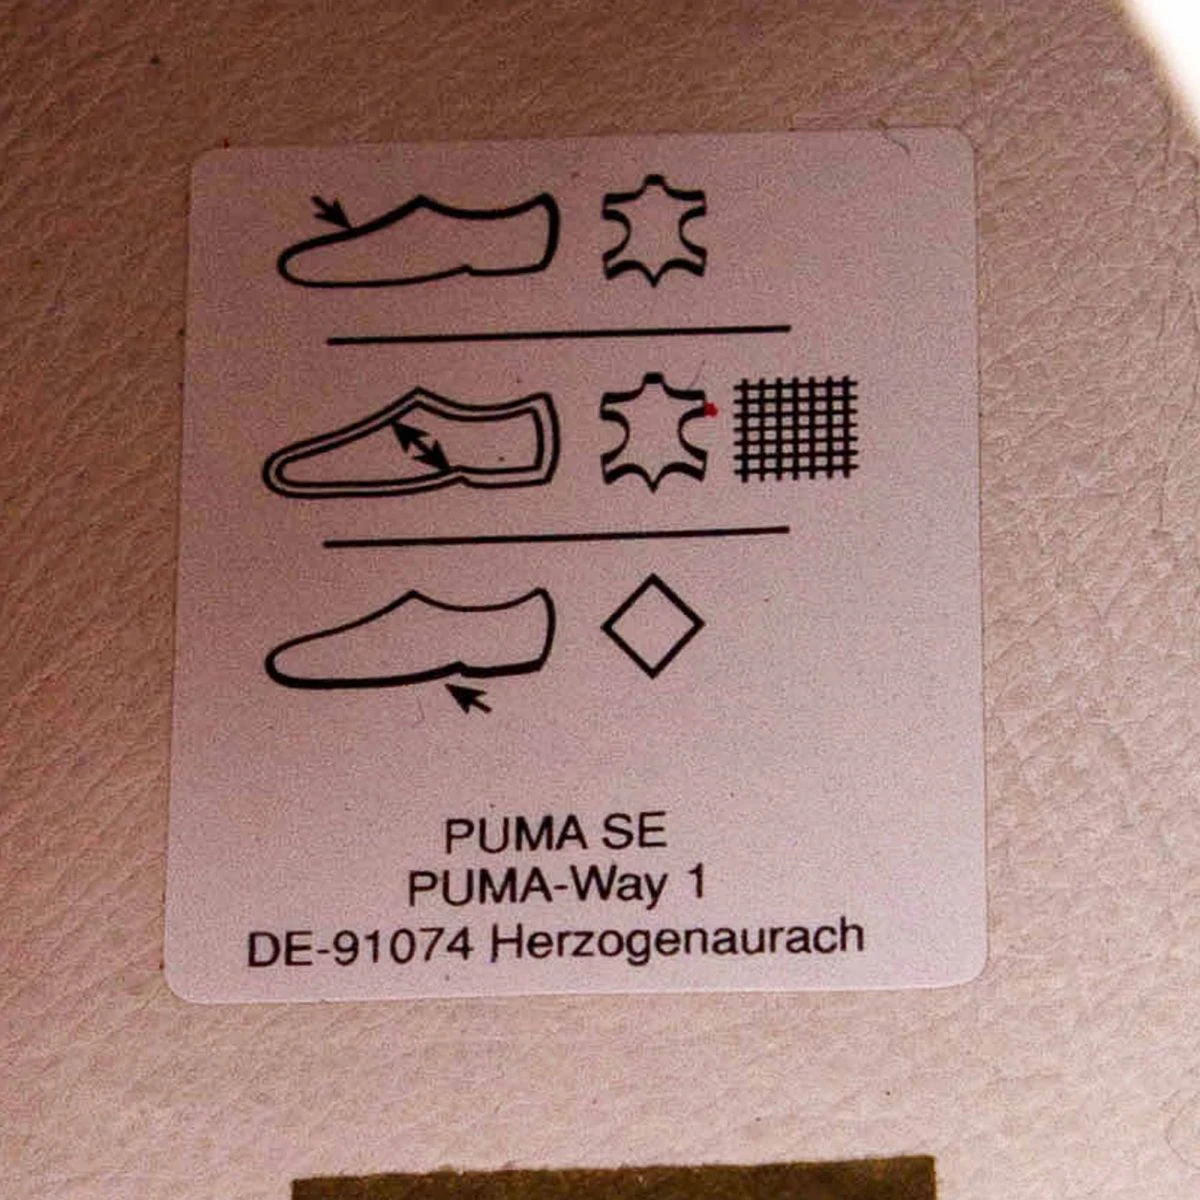 PUMA SE
PUMA-Way 1
DE-91074 Herzogenaurach